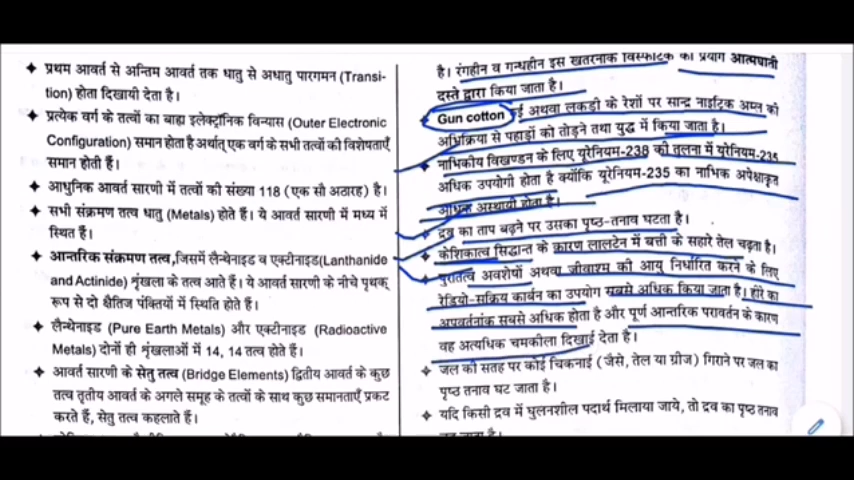 ✦ प्रथम आवर्त से अन्तिम आवर्त तक धातु से अधातु पारगमन (Transi-
tion) होता दिखायी देता है।
✦ प्रत्येक वर्ग के तत्वों का बाह्य इलेक्ट्रॉनिक विन्यास (Outer Electronic
Configuration) समान होता है अर्थात् एक वर्ग के सभी तत्वों की विशेषताएँ
समान होती हैं।
✦ आधुनिक आवर्त सारणी में तत्वों की संख्या 118 (एक सौ अठारह) है।
✦ सभी संक्रमण तत्व धातु (Metals) होते हैं। ये आवर्त सारणी में मध्य में
स्थित हैं।
✦ आन्तरिक संक्रमण तत्व, जिसमें लैन्थेनाइड व एक्टीनाइड(Lanthanide
and Actinide) शृंखला के तत्व आते हैं। ये आवर्त सारणी के नीचे पृथक्
रूप से दो क्षैतिज पंक्तियों में स्थिति होते हैं।
✦ लैन्थेनाइड (Pure Earth Metals) और एक्टीनाइड (Radioactive
Metals) दोनों ही शृंखलाओं में 14, 14 तत्व होते हैं।
✦ आवर्त सारणी के सेतु तत्व (Bridge Elements) द्वितीय आवर्त के कुछ
तत्व तृतीय आवर्त के अगले समूह के तत्वों के साथ कुछ समानताएँ प्रकट
करते हैं, सेतु तत्व कहलाते हैं।
है। रंगहीन व गन्धहीन इस खतरनाक विस्फोटक का प्रयोग आत्मघाती
दस्ते द्वारा किया जाता है।
Gun cotton रूई अथवा लकड़ी के रेशों पर सान्द्र नाइट्रिक अम्ल की
अभिक्रिया से पहाड़ों को तोड़ने तथा युद्ध में किया जाता है।
नाभिकीय विखण्डन के लिए यूरेनियम-238 की तुलना में यूरेनियम-235
अधिक उपयोगी होता है क्योंकि यूरेनियम-235 का नाभिक अपेक्षाकृत
अधिक अस्थायी होता है।
✦ द्रव का ताप बढ़ने पर उसका पृष्ठ-तनाव घटता है।
✦ केशिकात्व सिद्धान्त के कारण लालटेन में बत्ती के सहारे तेल चढ़ता है।
✦ पुरातत्व अवशेषों अथवा जीवाश्म की आयु निर्धारित करने के लिए
रेडियो-सक्रिय कार्बन का उपयोग सबसे अधिक किया जाता है। हीरे का
अपवर्तनांक सबसे अधिक होता है और पूर्ण आन्तरिक परावर्तन के कारण
वह अत्यधिक चमकीला दिखाई देता है।
✦ जल की सतह पर कोई चिकनाई (जैसे, तेल या ग्रीज) गिराने पर जल का
पृष्ठ तनाव घट जाता है।
✦ यदि किसी द्रव में घुलनशील पदार्थ मिलाया जाये, तो द्रव का पृष्ठ तनाव